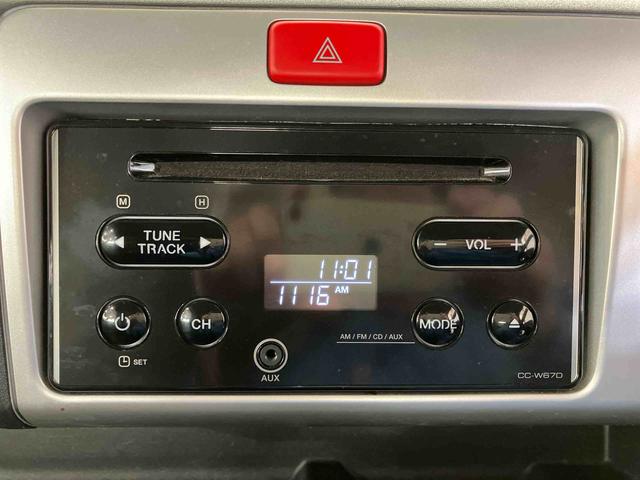 M
H
TUNE
TRACK
- VOL +
11:01
1116 AM
CH
MODE
AM / FM / CD / AUX
SET
AUX
CC-W67D